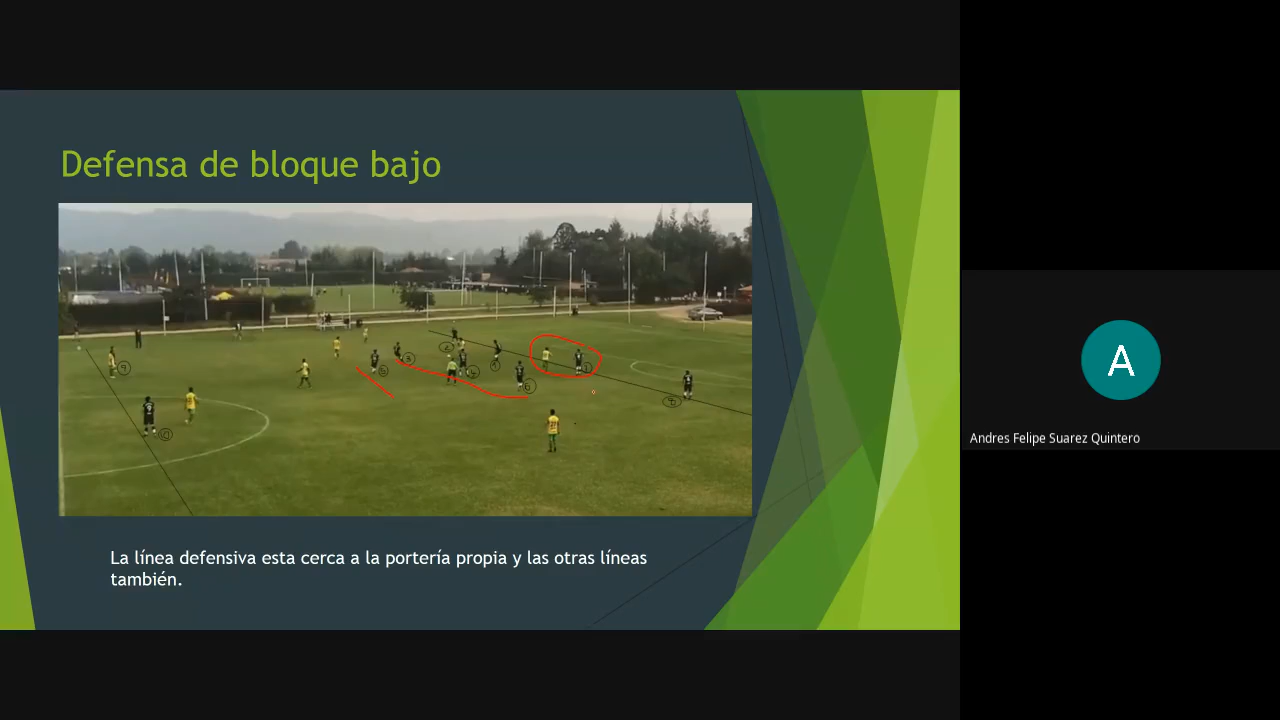 Defensa de bloque bajo
La línea defensiva esta cerca a la portería propia y las otras líneas
también.
A
Andres Felipe Suarez Quintero